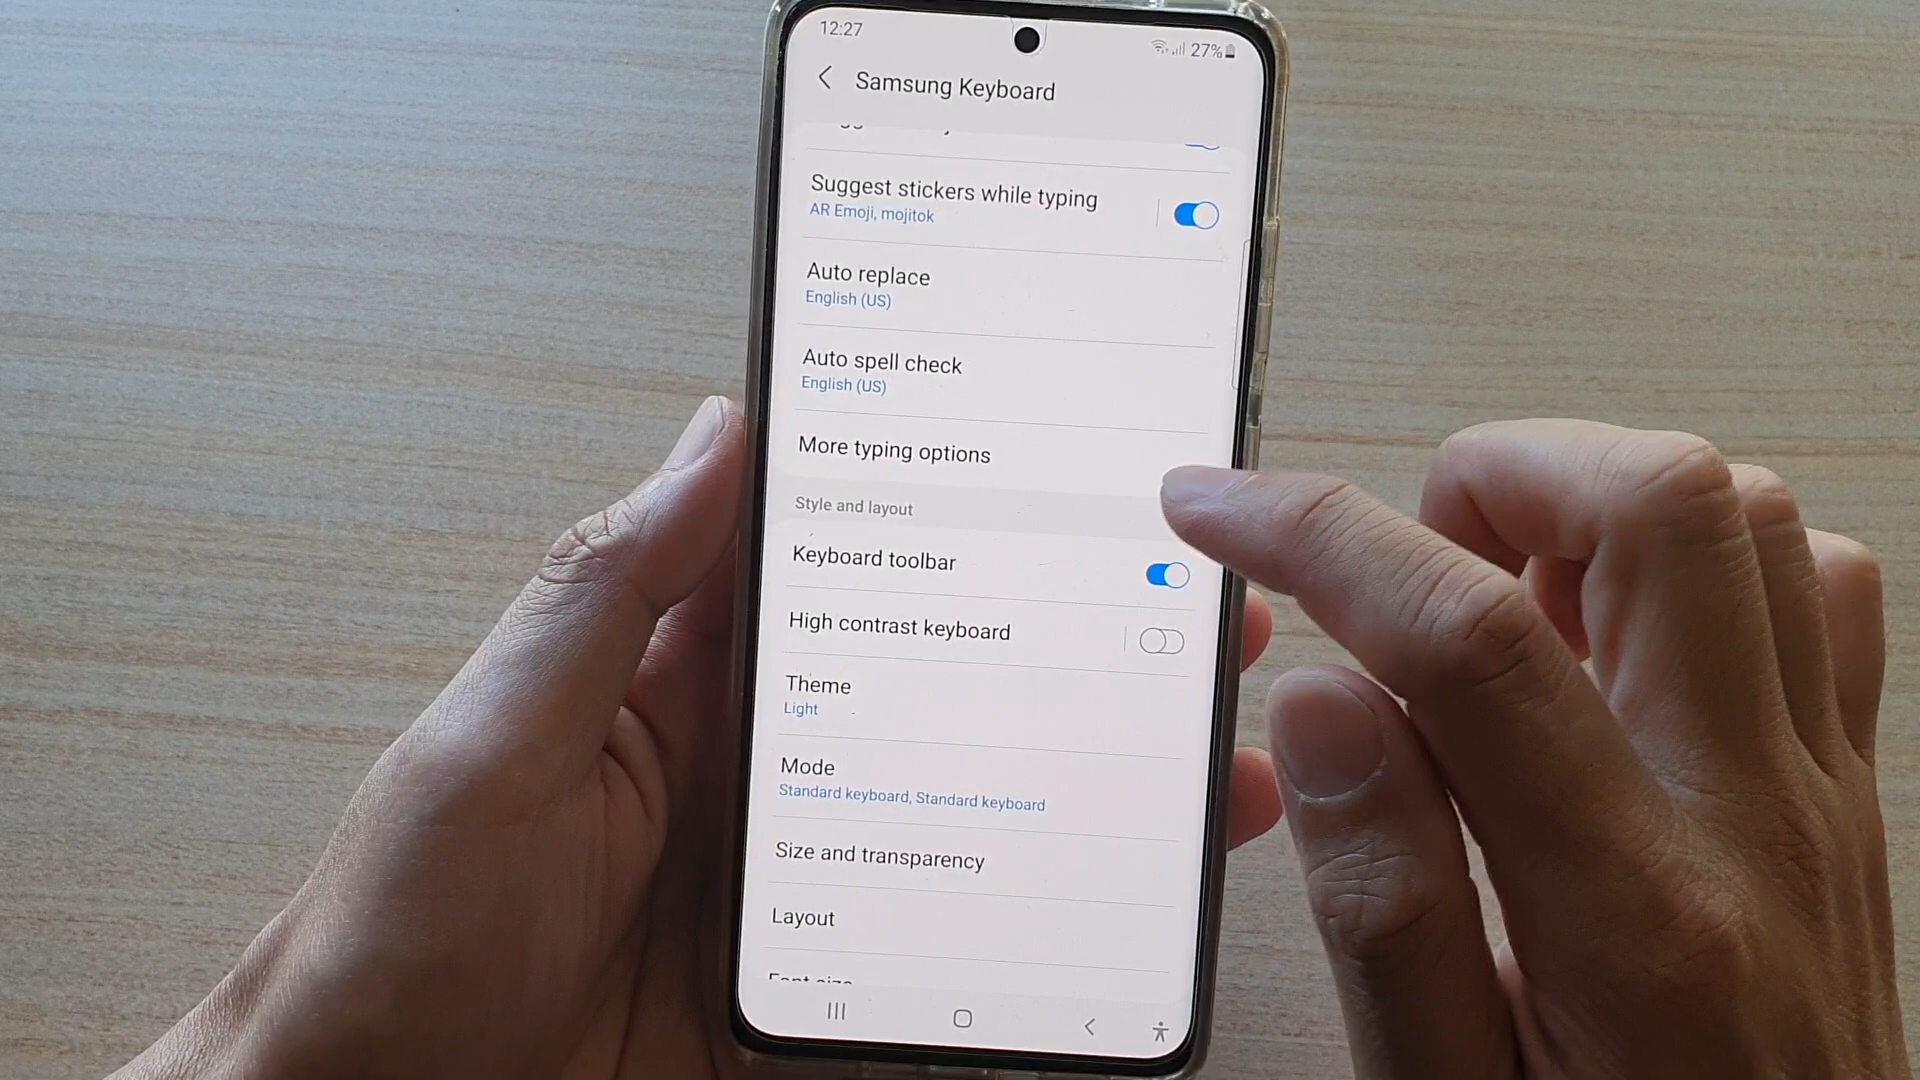 12:27
27%
Samsung Keyboard
Suggest stickers while typing
AR Emoji, mojitok
Auto replace
English (US)
Auto spell check
English (US)
More typing options
Style and layout
Keyboard toolbar
High contrast keyboard
Theme
Light
Mode
Standard keyboard, Standard keyboard
Size and transparency
Layout
Font size